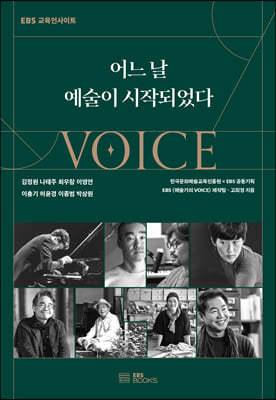 EBS 교육인사이트
어느 날
예술이 시작되었다
VOICE
김정원 나태주 최우람 이명연
이충기 허윤경 이종범 박상원
한국문화예술교육진흥원 × EBS 공동기획
EBS 〈예술가의 VOICE〉 제작팀 · 고희정 지음
EBS
BOOKS